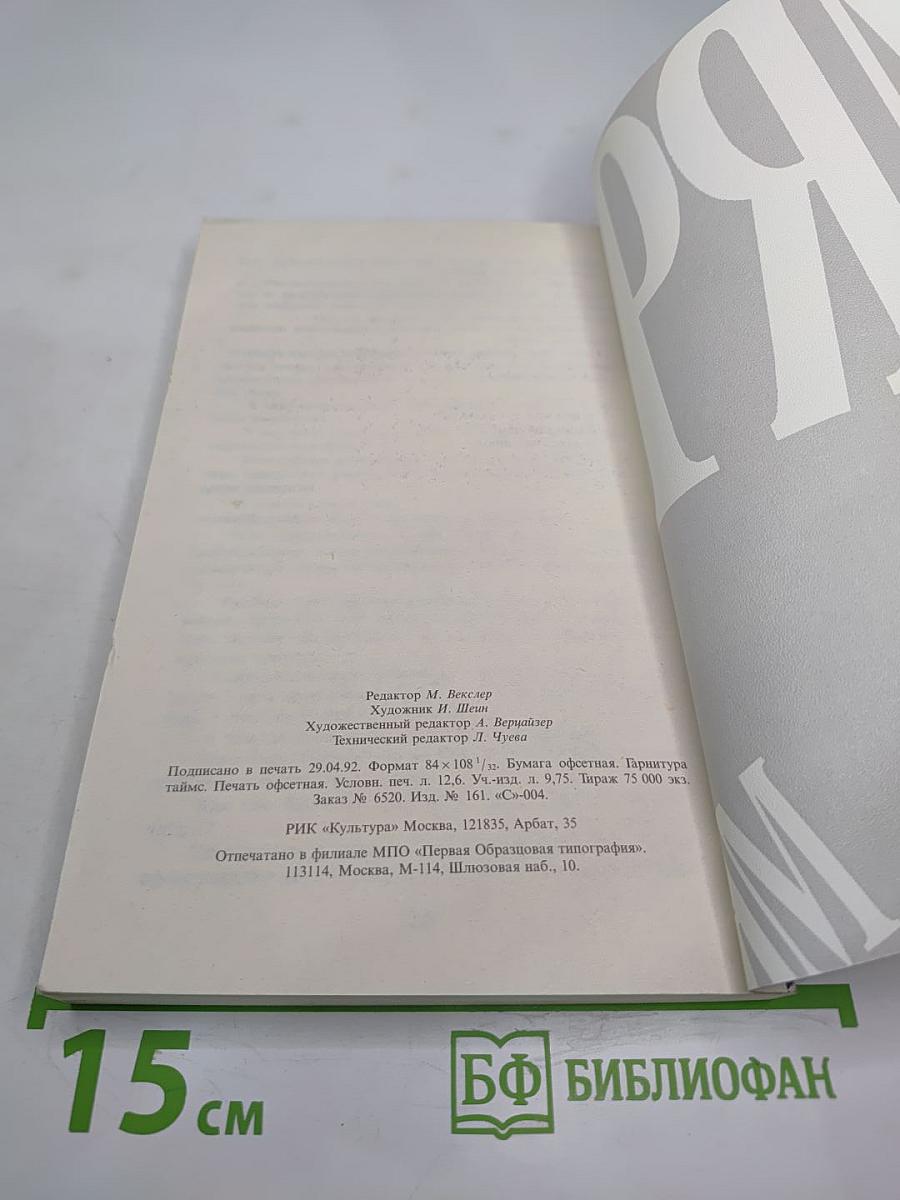 Редактор М. Векслер
Художник И. Шеин
Художественный редактор А. Верцайзер
Технический редактор Л. Чуева
Подписано в печать 29.04.92. Формат 84×108 1/32. Бумага офсетная. Гарнитура
таймс. Печать офсетная. Условн. печ. л. 12,6. Уч.-изд. л. 9,75. Тираж 75 000 экз.
Заказ № 6520. Изд. № 161. «С»-004.
РИК «Культура» Москва, 121835, Арбат, 35
Отпечатано в филиале МПО «Первая Образцовая типография».
113114, Москва, М-114, Шлюзовая наб., 10.
15 см
БФ БИБЛИОФАН